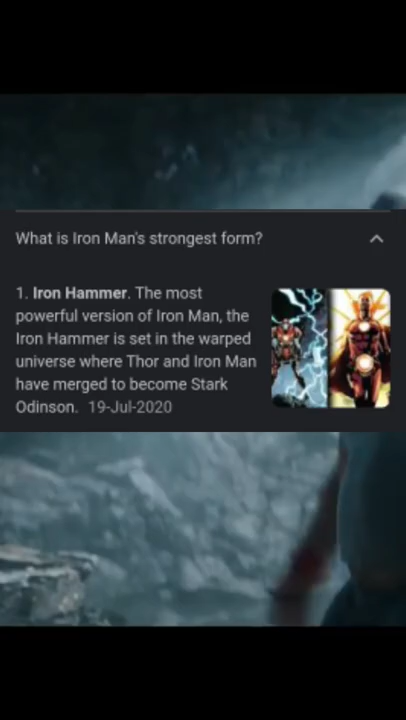 What is Iron Man's strongest form?
1. Iron Hammer. The most
powerful version of Iron Man, the
Iron Hammer is set in the warped
universe where Thor and Iron Man
have merged to become Stark
Odinson. 19-Jul-2020